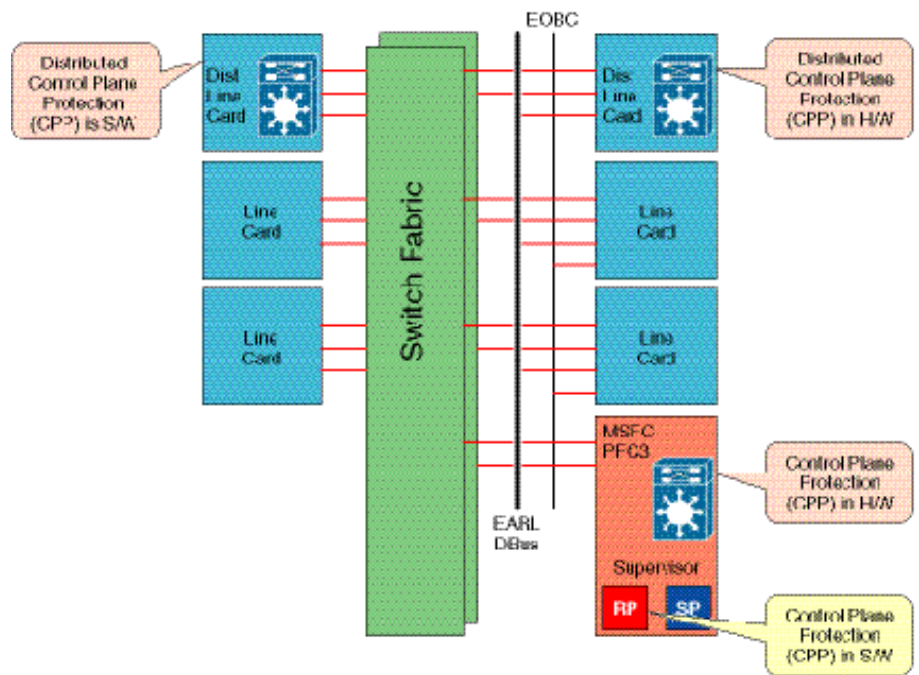 EOBC
Distributed
Control Plane
Protection
(CPP) is S/W
Dist
Line
Card
Dist
Line
Card
Distributed
Control Plane
Protection
(CPP) in H/W
Switch Fabric
Line
Card
Line
Card
Line
Card
Line
Card
MSFC
PFC3
Control Plane
Protection
(CPP) in H/W
EARL
DBus
Supervisor
RP
SP
Control Plane
Protection
(CPP) in S/W